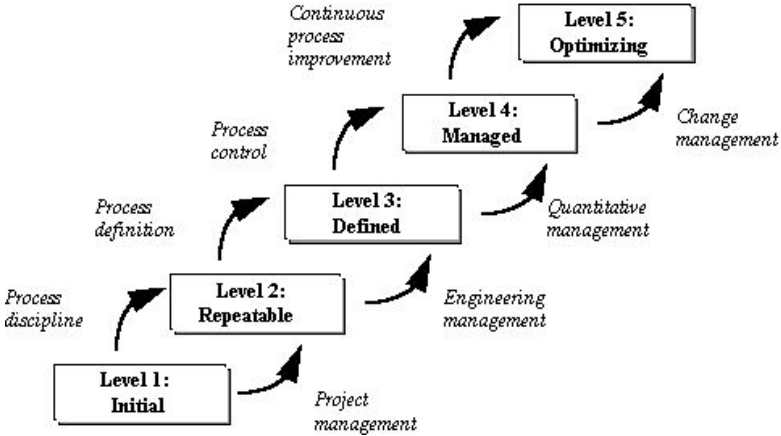 Continuous
process
improvement
Level 5:
Optimizing
Process
control
Level 4:
Managed
Change
management
Process
definition
Level 3:
Defined
Quantitative
management
Process
discipline
Level 2:
Repeatable
Engineering
management
Level 1:
Initial
Project
management